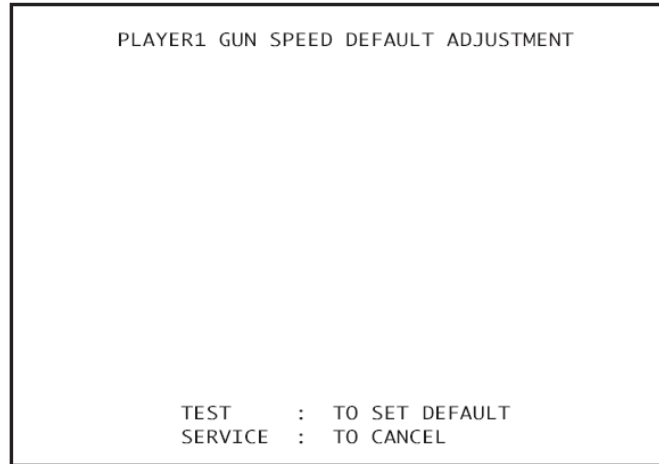 PLAYER1 GUN SPEED DEFAULT ADJUSTMENT
TEST : TO SET DEFAULT
SERVICE : TO CANCEL